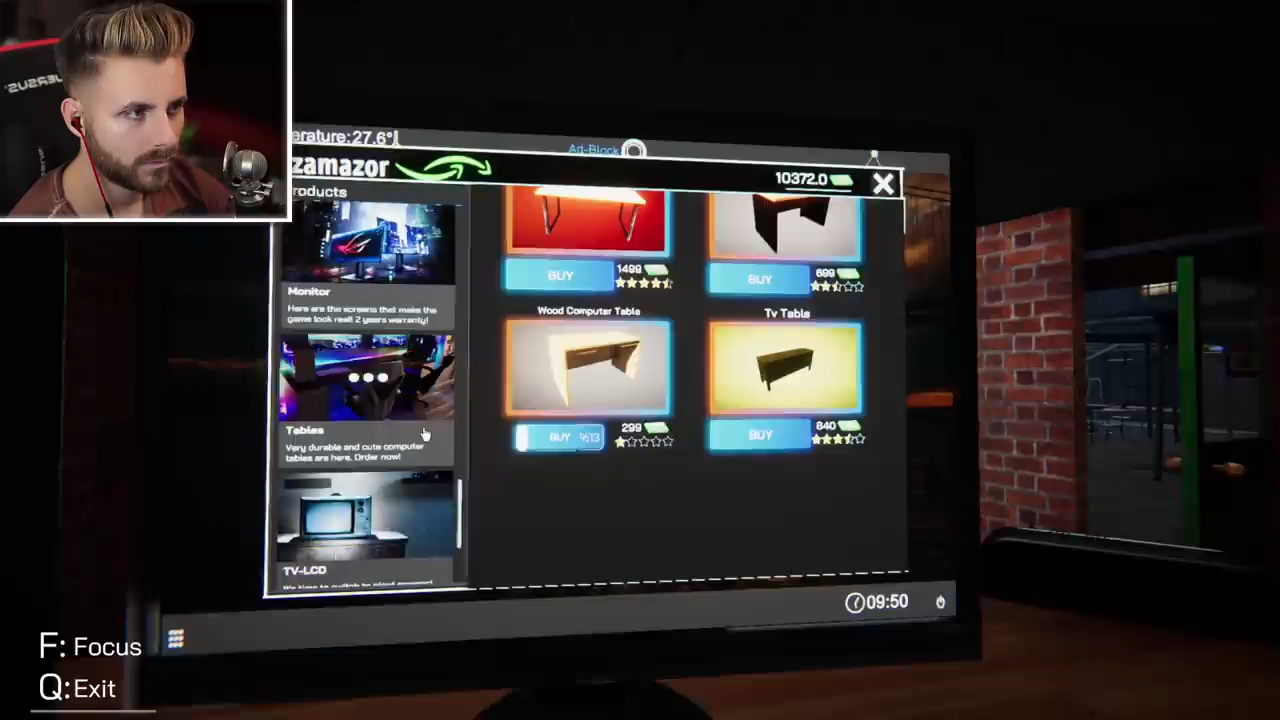 erature:27.6°
Ad-Block
zamazor
10372.0
roducts
BUY
1499
BUY
699
Monitor
Here are the screens that make the
game look real! 2 years warranty!
Wood Computer Table
Tv Table
Tables
Very durable and cute computer
tables are here. Order now!
BUY
299
BUY
840
TV-LCD
09:50
F: Focus
Q: Exit